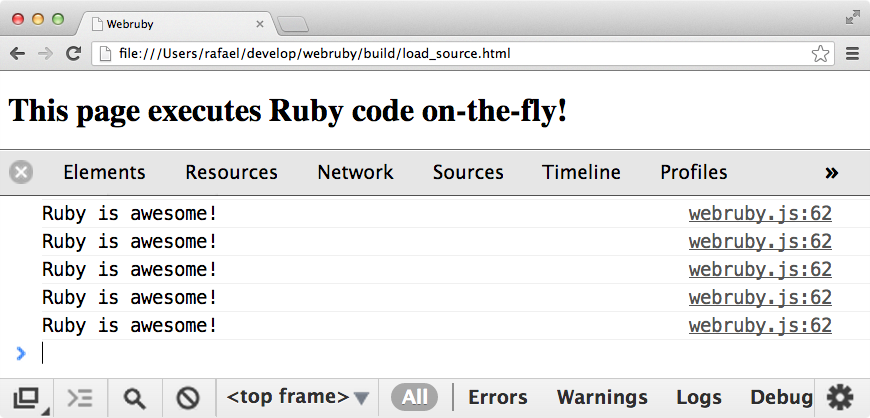 Webruby
file:///Users/rafael/develop/webruby/build/load_source.html
This page executes Ruby code on-the-fly!
Elements Resources Network Sources Timeline Profiles »
Ruby is awesome! webruby.js:62
Ruby is awesome! webruby.js:62
Ruby is awesome! webruby.js:62
Ruby is awesome! webruby.js:62
Ruby is awesome! webruby.js:62
<top frame> All Errors Warnings Logs Debug